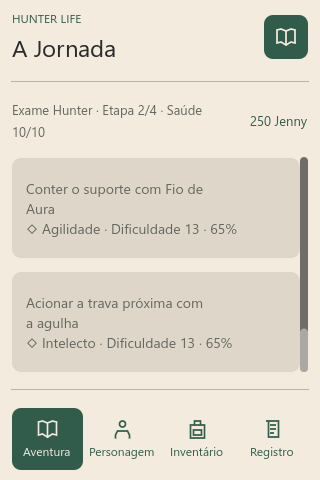 HUNTER LIFE
A Jornada
Exame Hunter · Etapa 2/4 · Saúde
10/10
250 Jenny
Conter o suporte com Fio de
Aura
◇ Agilidade · Dificuldade 13 · 65%
Acionar a trava próxima com
a agulha
◇ Intelecto · Dificuldade 13 · 65%
Aventura
Personagem
Inventário
Registro